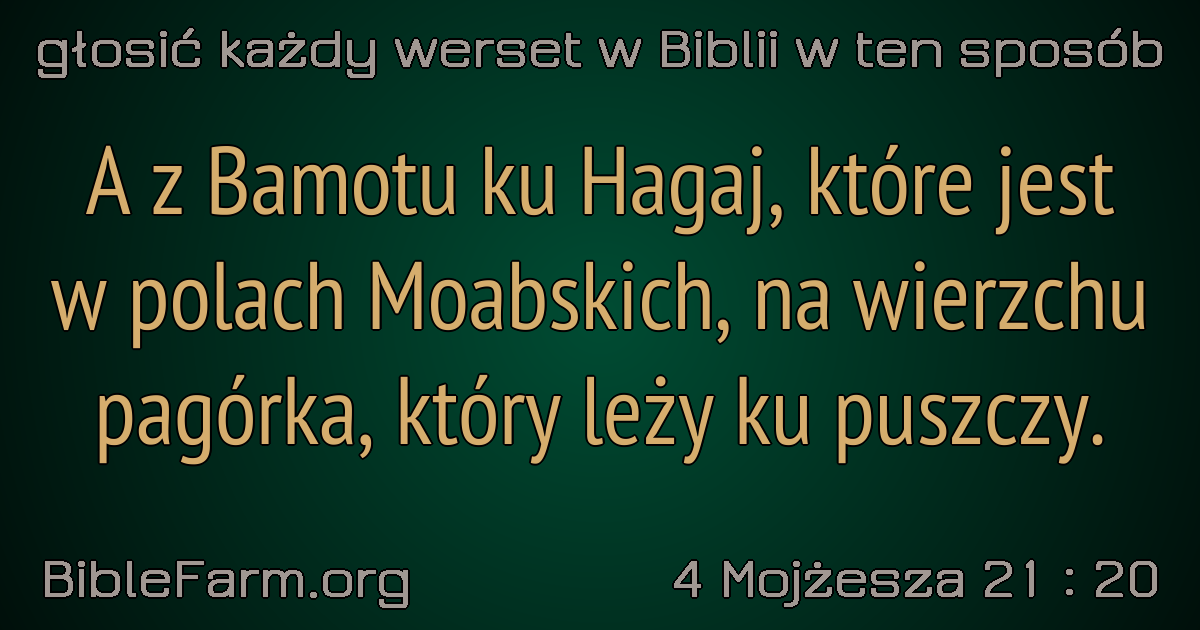 głosić każdy werset w Biblii w ten sposób
A z Bamotu ku Hagaj, które jest
w polach Moabskich, na wierzchu
pagórka, który leży ku puszczy.
BibleFarm.org
4 Mojżesza 21 : 20